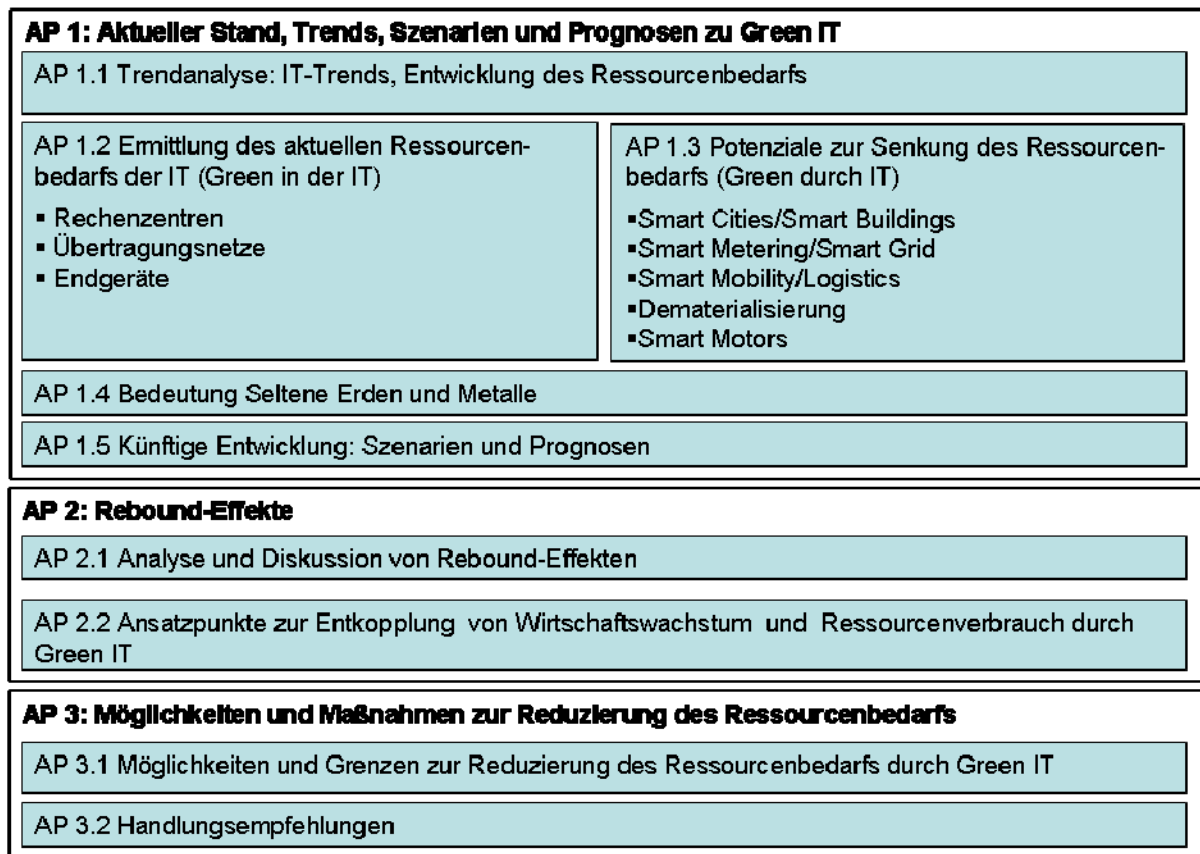 AP 1: Aktueller Stand, Trends, Szenarien und Prognosen zu Green IT
AP 1.1 Trendanalyse: IT-Trends, Entwicklung des Ressourcenbedarfs
AP 1.2 Ermittlung des aktuellen Ressourcen-
bedarfs der IT (Green in der IT)
▪ Rechenzentren
▪ Übertragungsnetze
▪ Endgeräte
AP 1.3 Potenziale zur Senkung des Ressourcen-
bedarfs (Green durch IT)
▪Smart Cities/Smart Buildings
▪Smart Metering/Smart Grid
▪Smart Mobility/Logistics
▪Dematerialisierung
▪Smart Motors
AP 1.4 Bedeutung Seltene Erden und Metalle
AP 1.5 Künftige Entwicklung: Szenarien und Prognosen
AP 2: Rebound-Effekte
AP 2.1 Analyse und Diskussion von Rebound-Effekten
AP 2.2 Ansatzpunkte zur Entkopplung von Wirtschaftswachstum und Ressourcenverbrauch durch
Green IT
AP 3: Möglichkeiten und Maßnahmen zur Reduzierung des Ressourcenbedarfs
AP 3.1 Möglichkeiten und Grenzen zur Reduzierung des Ressourcenbedarfs durch Green IT
AP 3.2 Handlungsempfehlungen